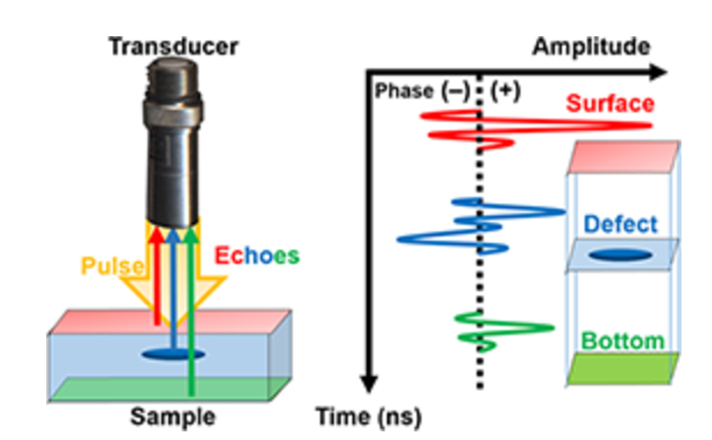 Transducer
Pulse
Echoes
Sample
Amplitude
Phase (–) (+)
Surface
Defect
Bottom
Time (ns)